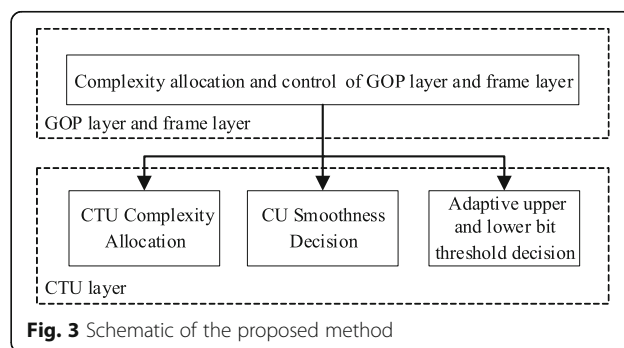 Complexity allocation and control of GOP layer and frame layer
GOP layer and frame layer
CTU Complexity
Allocation
CU Smoothness
Decision
Adaptive upper
and lower bit
threshold decision
CTU layer
Fig. 3 Schematic of the proposed method